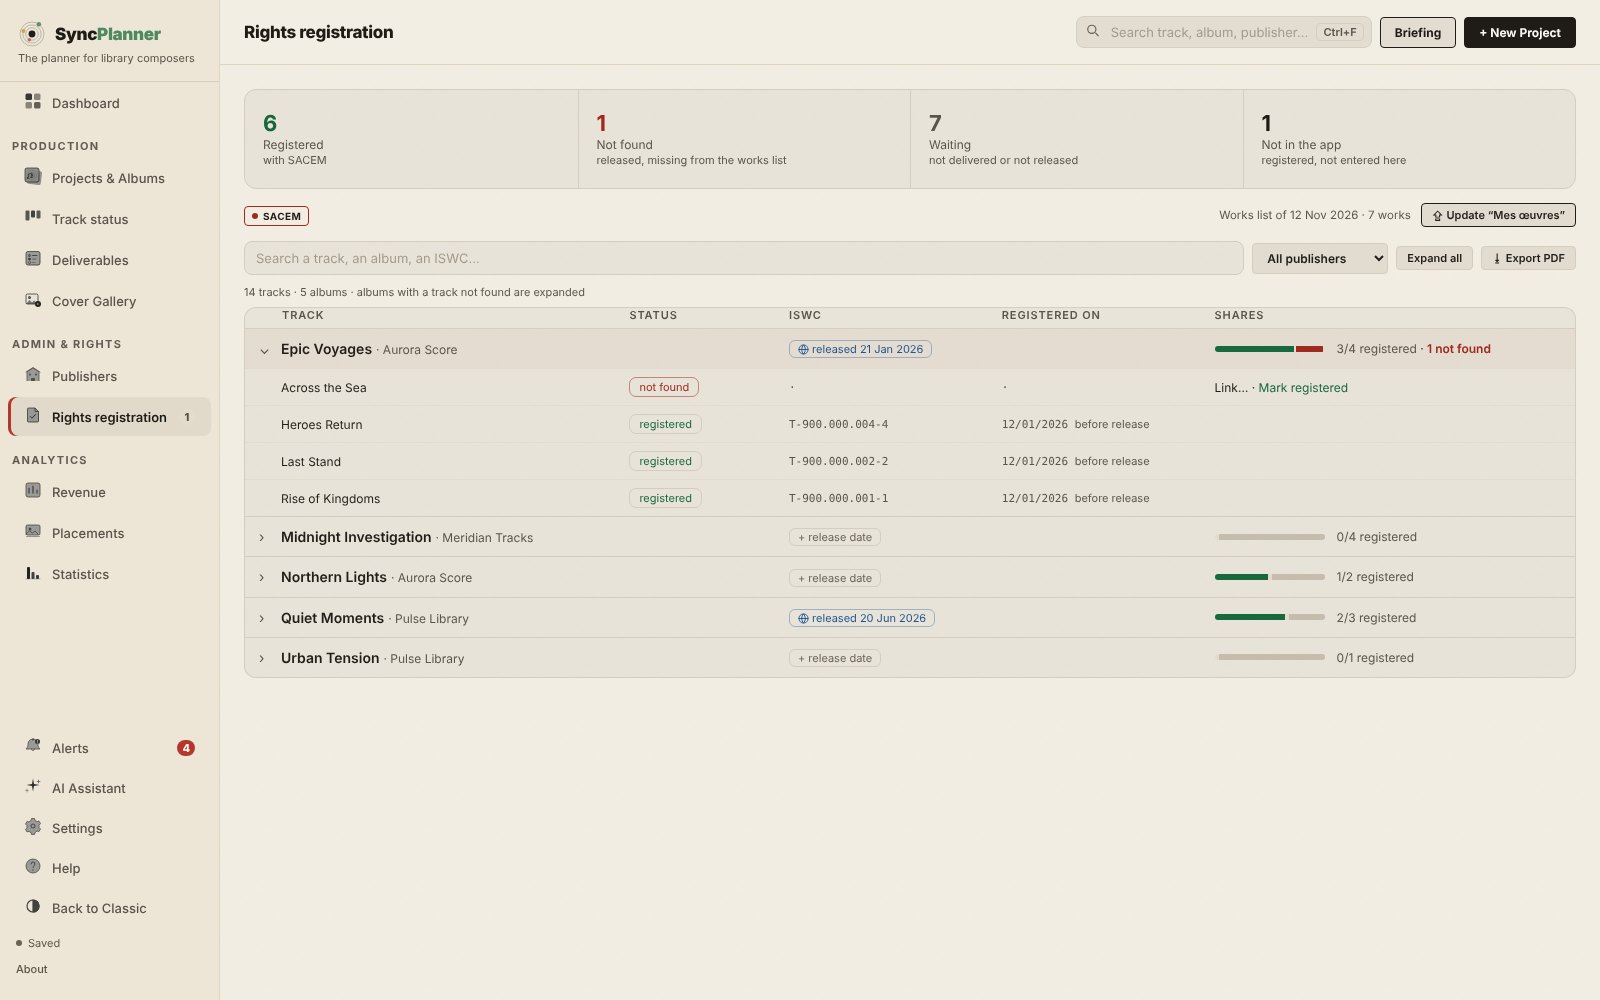 SyncPlanner
The planner for library composers
Dashboard
PRODUCTION
Projects & Albums
Track status
Deliverables
Cover Gallery
ADMIN & RIGHTS
Publishers
Rights registration 1
ANALYTICS
Revenue
Placements
Statistics
Alerts 4
AI Assistant
Settings
Help
Back to Classic
Saved
About
Rights registration
Search track, album, publisher... Ctrl+F
Briefing
+ New Project
6
Registered
with SACEM
1
Not found
released, missing from the works list
7
Waiting
not delivered or not released
1
Not in the app
registered, not entered here
SACEM
Works list of 12 Nov 2026 · 7 works
Update “Mes œuvres”
Search a track, an album, an ISWC...
All publishers
Expand all
Export PDF
14 tracks · 5 albums · albums with a track not found are expanded
TRACK STATUS ISWC REGISTERED ON SHARES
Epic Voyages · Aurora Score released 21 Jan 2026 3/4 registered · 1 not found
Across the Sea not found · · Link... · Mark registered
Heroes Return registered T-900.000.004-4 12/01/2026 before release
Last Stand registered T-900.000.002-2 12/01/2026 before release
Rise of Kingdoms registered T-900.000.001-1 12/01/2026 before release
Midnight Investigation · Meridian Tracks + release date 0/4 registered
Northern Lights · Aurora Score + release date 1/2 registered
Quiet Moments · Pulse Library released 20 Jun 2026 2/3 registered
Urban Tension · Pulse Library + release date 0/1 registered